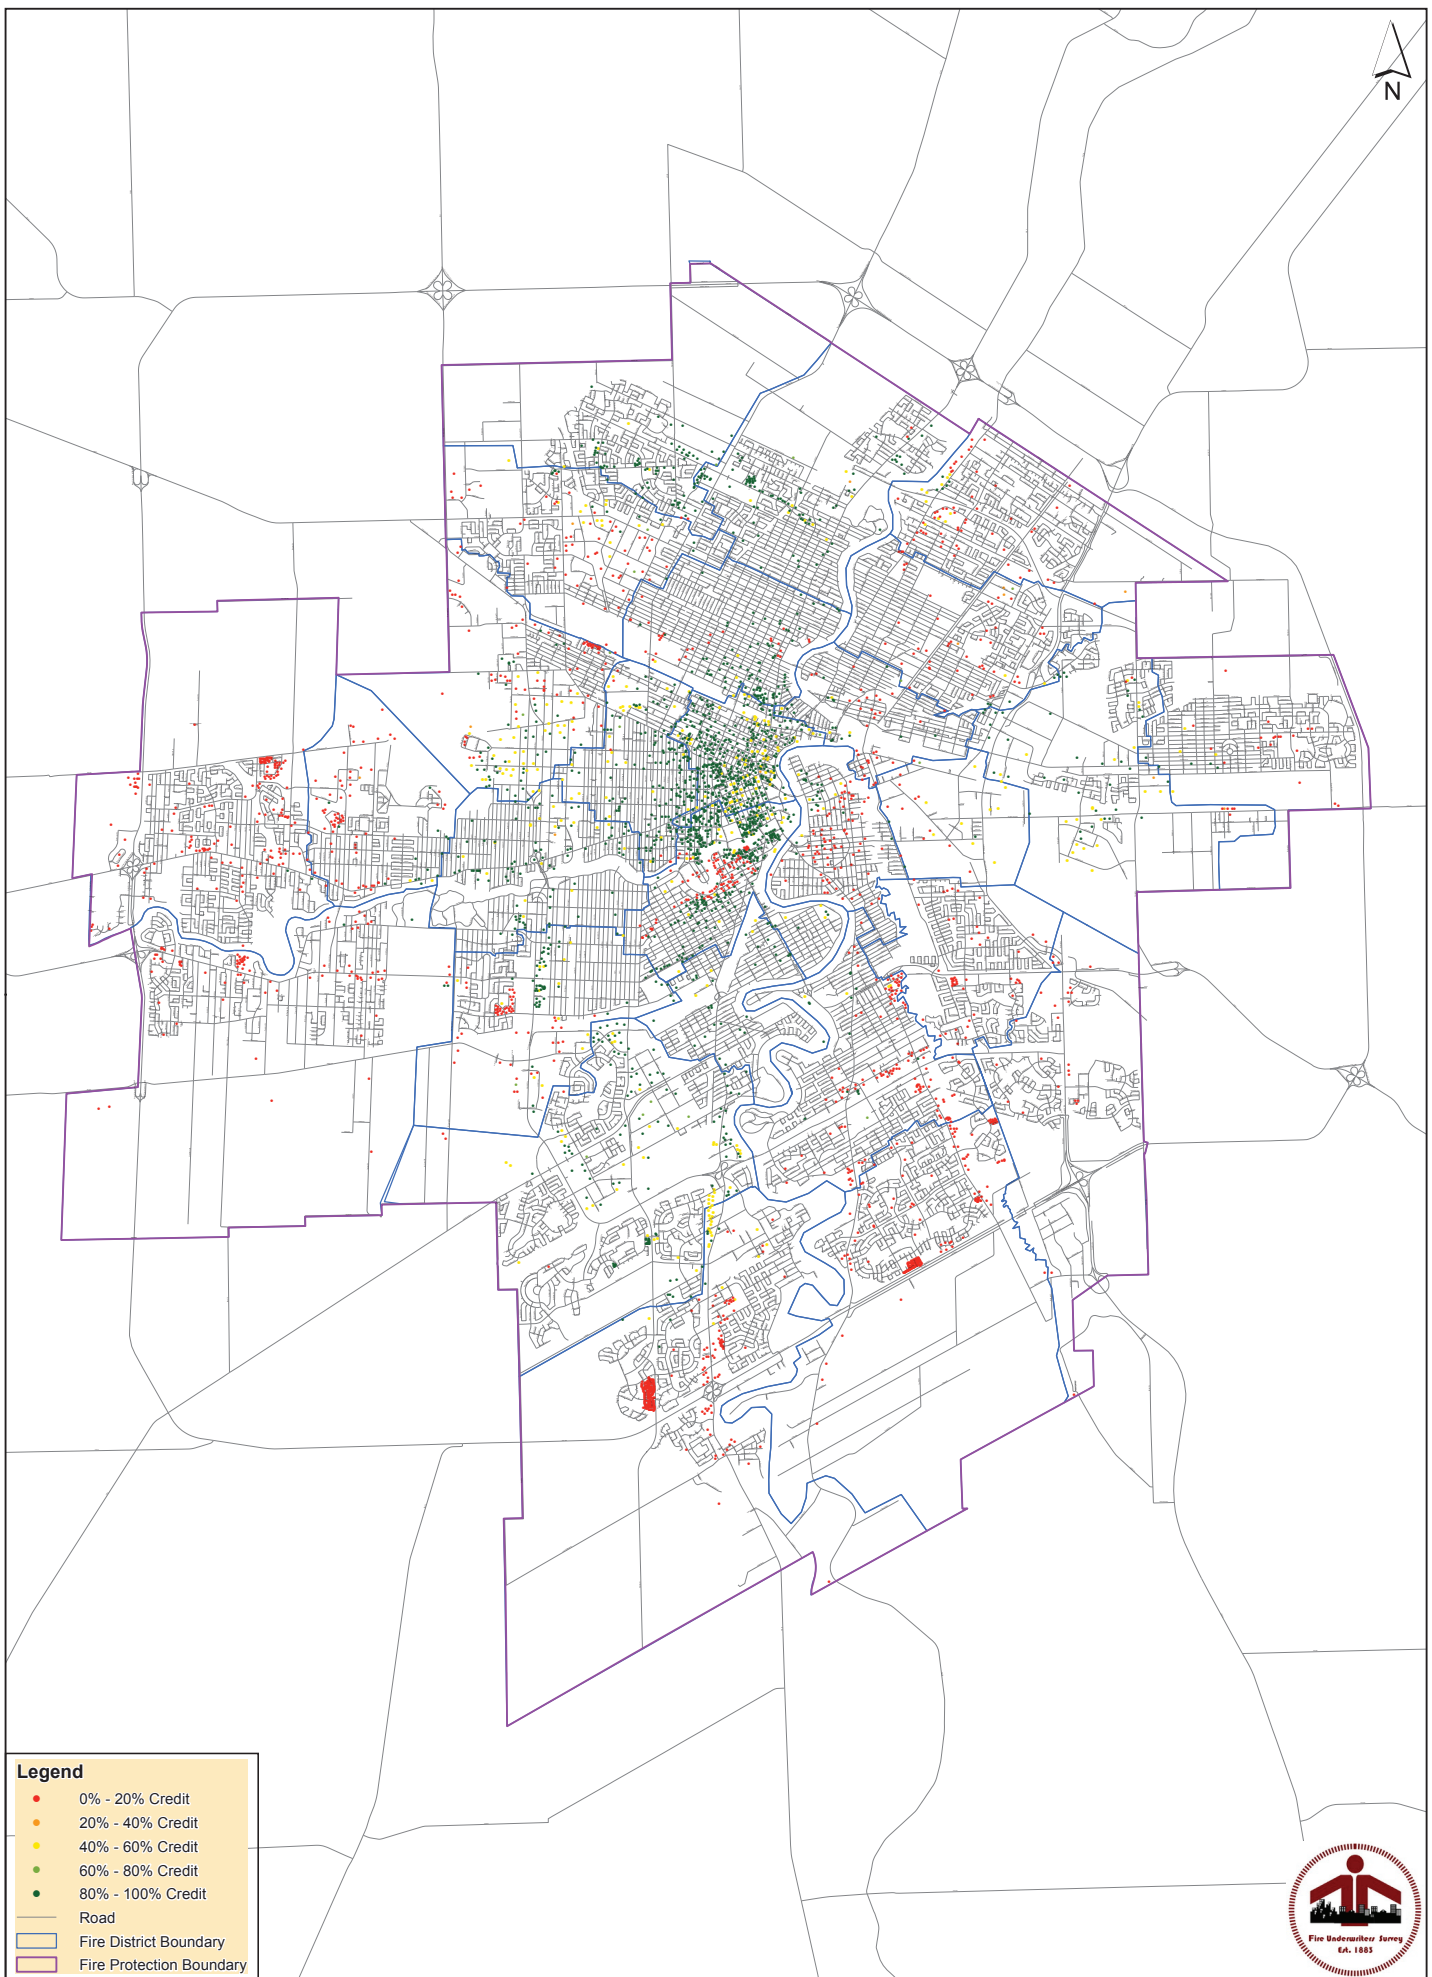 N
Legend
0% - 20% Credit
20% - 40% Credit
40% - 60% Credit
60% - 80% Credit
80% - 100% Credit
Road
Fire District Boundary
Fire Protection Boundary
Fire Underwriters Survey
Est. 1883